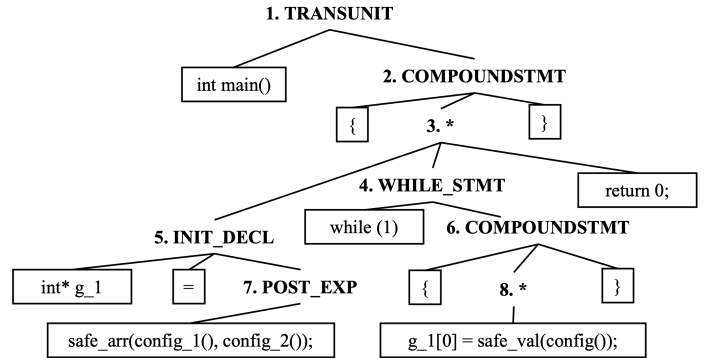 1. TRANSUNIT
int main()
2. COMPOUNDSTMT
{
3. *
}
4. WHILE_STMT
return 0;
while (1)
5. INIT_DECL
6. COMPOUNDSTMT
int* g_1
=
7. POST_EXP
{
8. *
}
safe_arr(config_1(), config_2());
g_1[0] = safe_val(config());